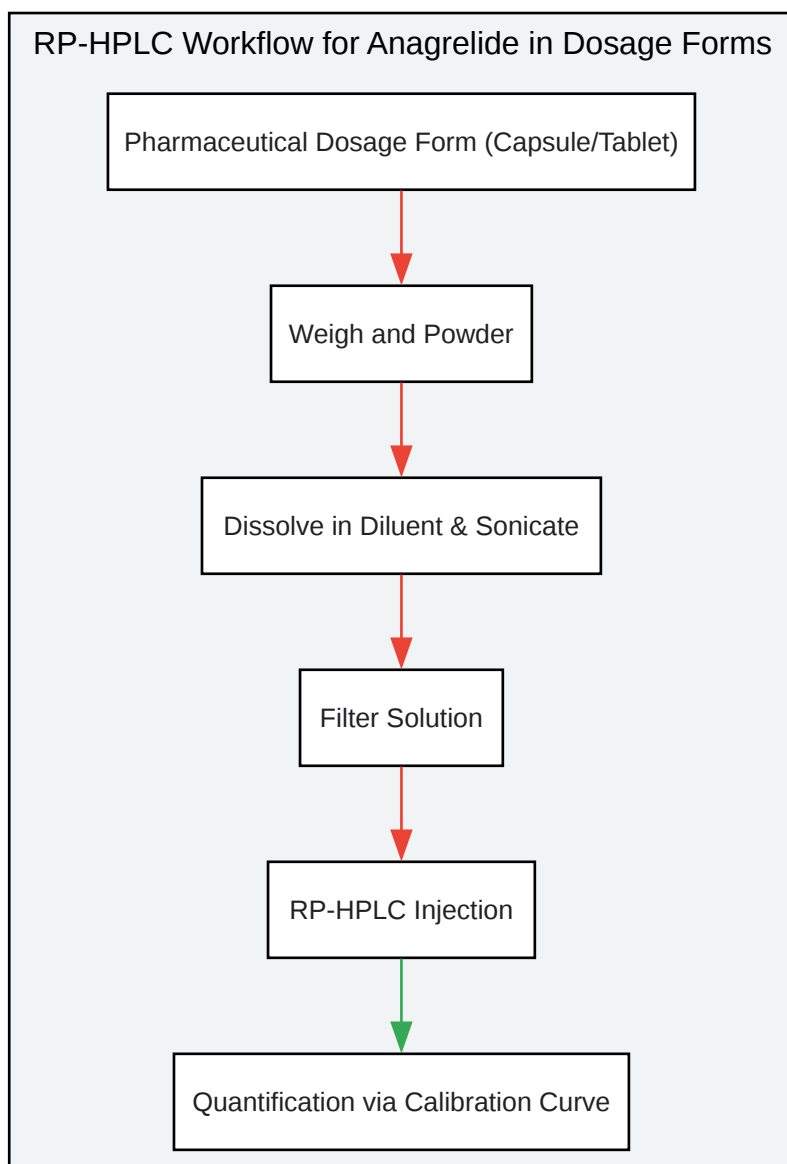 RP-HPLC Workflow for Anagrelide in Dosage Forms
Pharmaceutical Dosage Form (Capsule/Tablet)
Weigh and Powder
Dissolve in Diluent & Sonicate
Filter Solution
RP-HPLC Injection
Quantification via Calibration Curve